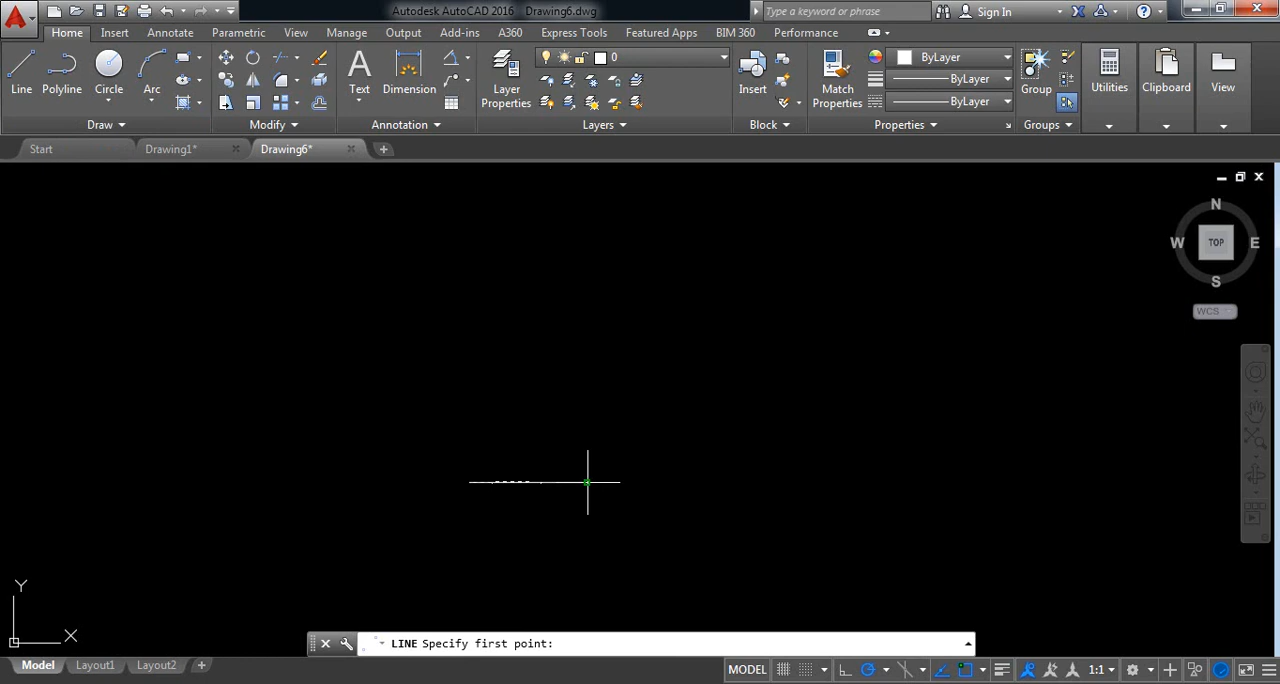 Autodesk AutoCAD 2016 Drawing6.dwg
Type a keyword or phrase
Sign In
Home Insert Annotate Parametric View Manage Output Add-ins A360 Express Tools Featured Apps BIM 360 Performance
Line Polyline Circle Arc
Draw
Modify
Text Dimension
Annotation
Layer Properties
0
Layers
Insert
Block
Match Properties
ByLayer
ByLayer
ByLayer
Properties
Group
Groups
Utilities
Clipboard
View
Start Drawing1* Drawing6*
N
W TOP E
S
WCS
Y
X
LINE Specify first point:
Model Layout1 Layout2
MODEL 1:1